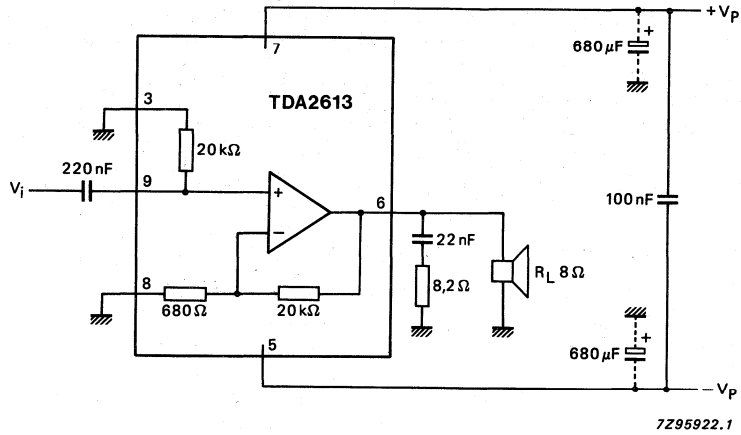 +VP
680 µF
+
7
TDA2613
3
20 kΩ
220 nF
Vi
9
+
6
100 nF
−
22 nF
RL 8 Ω
8
8,2 Ω
680 Ω
20 kΩ
5
680 µF
+
−VP
7Z95922.1